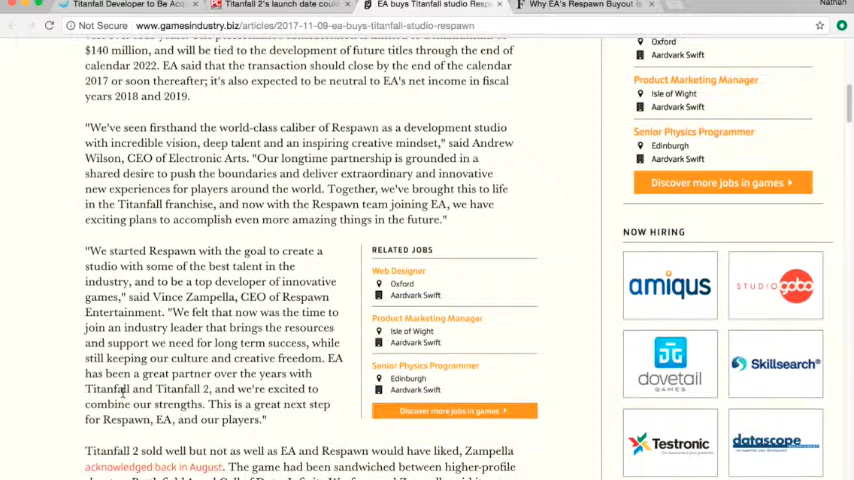 Titanfall Developer to Be Acq
Titanfall 2's launch date could
EA buys Titanfall studio Resp
Why EA's Respawn Buyout Is
Nathan
Not Secure
www.gamesindustry.biz/articles/2017-11-09-ea-buys-titanfall-studio-respawn
$140 million, and will be tied to the development of future titles through the end of
calendar 2022. EA said that the transaction should close by the end of the calendar
2017 or soon thereafter; it's also expected to be neutral to EA's net income in fiscal
years 2018 and 2019.
"We've seen firsthand the world-class caliber of Respawn as a development studio
with incredible vision, deep talent and an inspiring creative mindset," said Andrew
Wilson, CEO of Electronic Arts. "Our longtime partnership is grounded in a
shared desire to push the boundaries and deliver extraordinary and innovative
new experiences for players around the world. Together, we've brought this to life
in the Titanfall franchise, and now with the Respawn team joining EA, we have
exciting plans to accomplish even more amazing things in the future."
"We started Respawn with the goal to create a
studio with some of the best talent in the
industry, and to be a top developer of innovative
games," said Vince Zampella, CEO of Respawn
Entertainment. "We felt that now was the time to
join an industry leader that brings the resources
and support we need for long term success, while
still keeping our culture and creative freedom. EA
has been a great partner over the years with
Titanfall and Titanfall 2, and we're excited to
combine our strengths. This is a great next step
for Respawn, EA, and our players."
RELATED JOBS
Web Designer
Oxford
Aardvark Swift
Product Marketing Manager
Isle of Wight
Aardvark Swift
Senior Physics Programmer
Edinburgh
Aardvark Swift
Discover more jobs in games
Titanfall 2 sold well but not as well as EA and Respawn would have liked, Zampella
acknowledged back in August. The game had been sandwiched between higher-profile
Oxford
Aardvark Swift
Product Marketing Manager
Isle of Wight
Aardvark Swift
Senior Physics Programmer
Edinburgh
Aardvark Swift
Discover more jobs in games
NOW HIRING
amiqus
STUDIO gobo
dovetail
GAMES
Skillsearch
Testronic
datascope